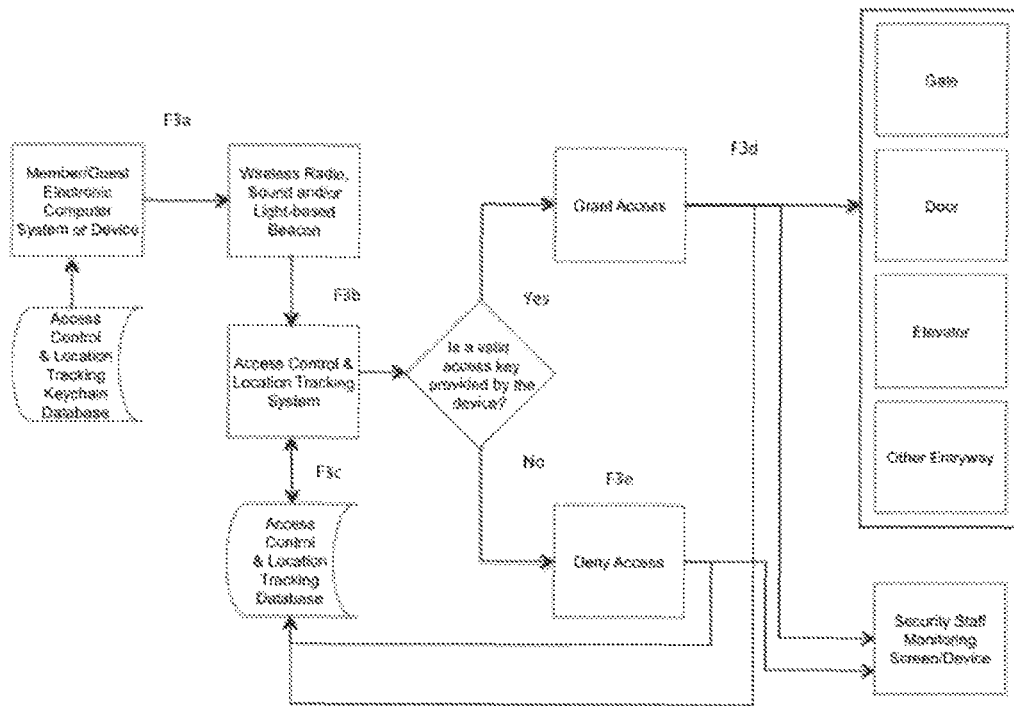 F3a
Member/Guest
Electronic
Computer
System or Device
Wireless Radio,
Sound and/or
Light-based
Beacon
Access
Control
& Location
Tracking
Keychain
Database
F3b
Access Control &
Location Tracking
System
F3c
Access
Control
& Location
Tracking
Database
Is a valid
access key
provided by the
device?
Yes
Grant Access
No
F3e
Deny Access
F3d
Gate
Door
Elevator
Other Entryway
Security Staff
Monitoring
Screen/Device